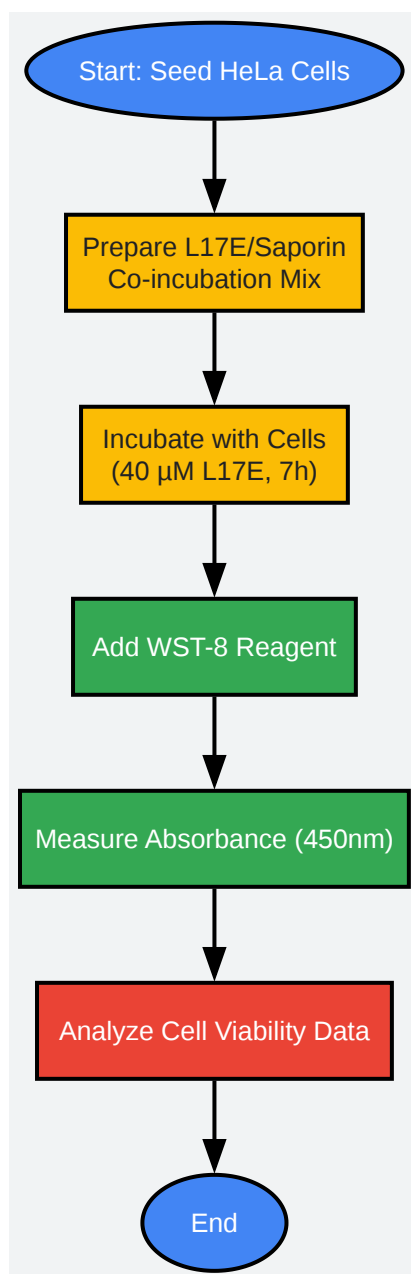 Start: Seed HeLa Cells
Prepare L17E/Saporin
Co-incubation Mix
Incubate with Cells
(40 µM L17E, 7h)
Add WST-8 Reagent
Measure Absorbance (450nm)
Analyze Cell Viability Data
End